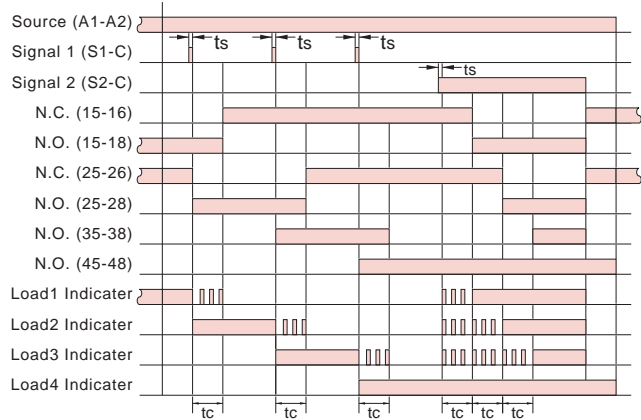 Source (A1-A2)
Signal 1 (S1-C) ts ts ts
Signal 2 (S2-C) ts
N.C. (15-16)
N.O. (15-18)
N.C. (25-26)
N.O. (25-28)
N.O. (35-38)
N.O. (45-48)
Load1 Indicater
Load2 Indicater
Load3 Indicater
Load4 Indicater
tc tc tc tc tc tc